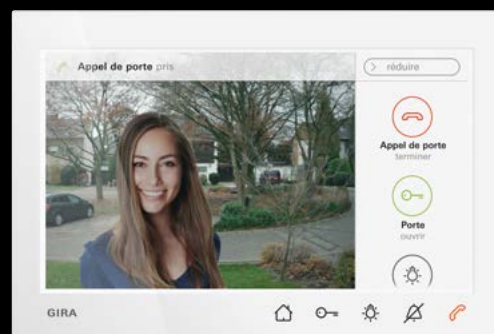 Appel de porte pris
réduire
Appel de porte
terminer
Porte
ouvrir
GIRA